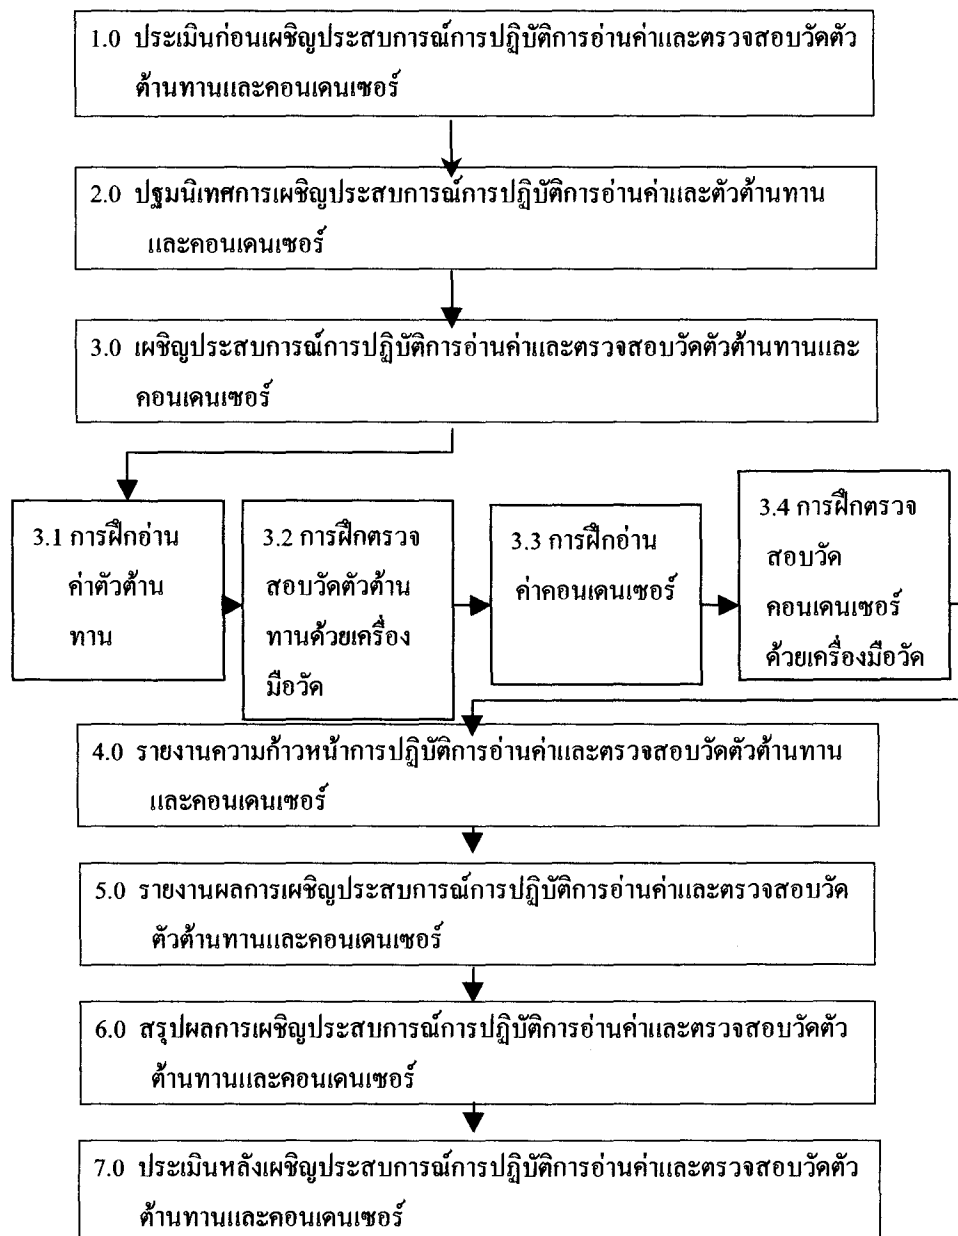 1.0 ประเมินก่อนเผชิญประสบการณ์การปฏิบัติการอ่านค่าและตรวจสอบวัดตัว
ต้านทานและคอนเดนเซอร์
2.0 ปฐมนิเทศการเผชิญประสบการณ์การปฏิบัติการอ่านค่าและตัวต้านทาน
และคอนเดนเซอร์
3.0 เผชิญประสบการณ์การปฏิบัติการอ่านค่าและตรวจสอบวัดตัวต้านทานและ
คอนเดนเซอร์
3.1 การฝึกอ่าน
ค่าตัวต้าน
ทาน
3.2 การฝึกตรวจ
สอบวัดตัวต้าน
ทานด้วยเครื่อง
มือวัด
3.3 การฝึกอ่าน
ค่าคอนเดนเซอร์
3.4 การฝึกตรวจ
สอบวัด
คอนเดนเซอร์
ด้วยเครื่องมือวัด
4.0 รายงานความก้าวหน้าการปฏิบัติการอ่านค่าและตรวจสอบวัดตัวต้านทาน
และคอนเดนเซอร์
5.0 รายงานผลการเผชิญประสบการณ์การปฏิบัติการอ่านค่าและตรวจสอบวัด
ตัวต้านทานและคอนเดนเซอร์
6.0 สรุปผลการเผชิญประสบการณ์การปฏิบัติการอ่านค่าและตรวจสอบวัดตัว
ต้านทานและคอนเดนเซอร์
7.0 ประเมินหลังเผชิญประสบการณ์การปฏิบัติการอ่านค่าและตรวจสอบวัดตัว
ต้านทานและคอนเดนเซอร์